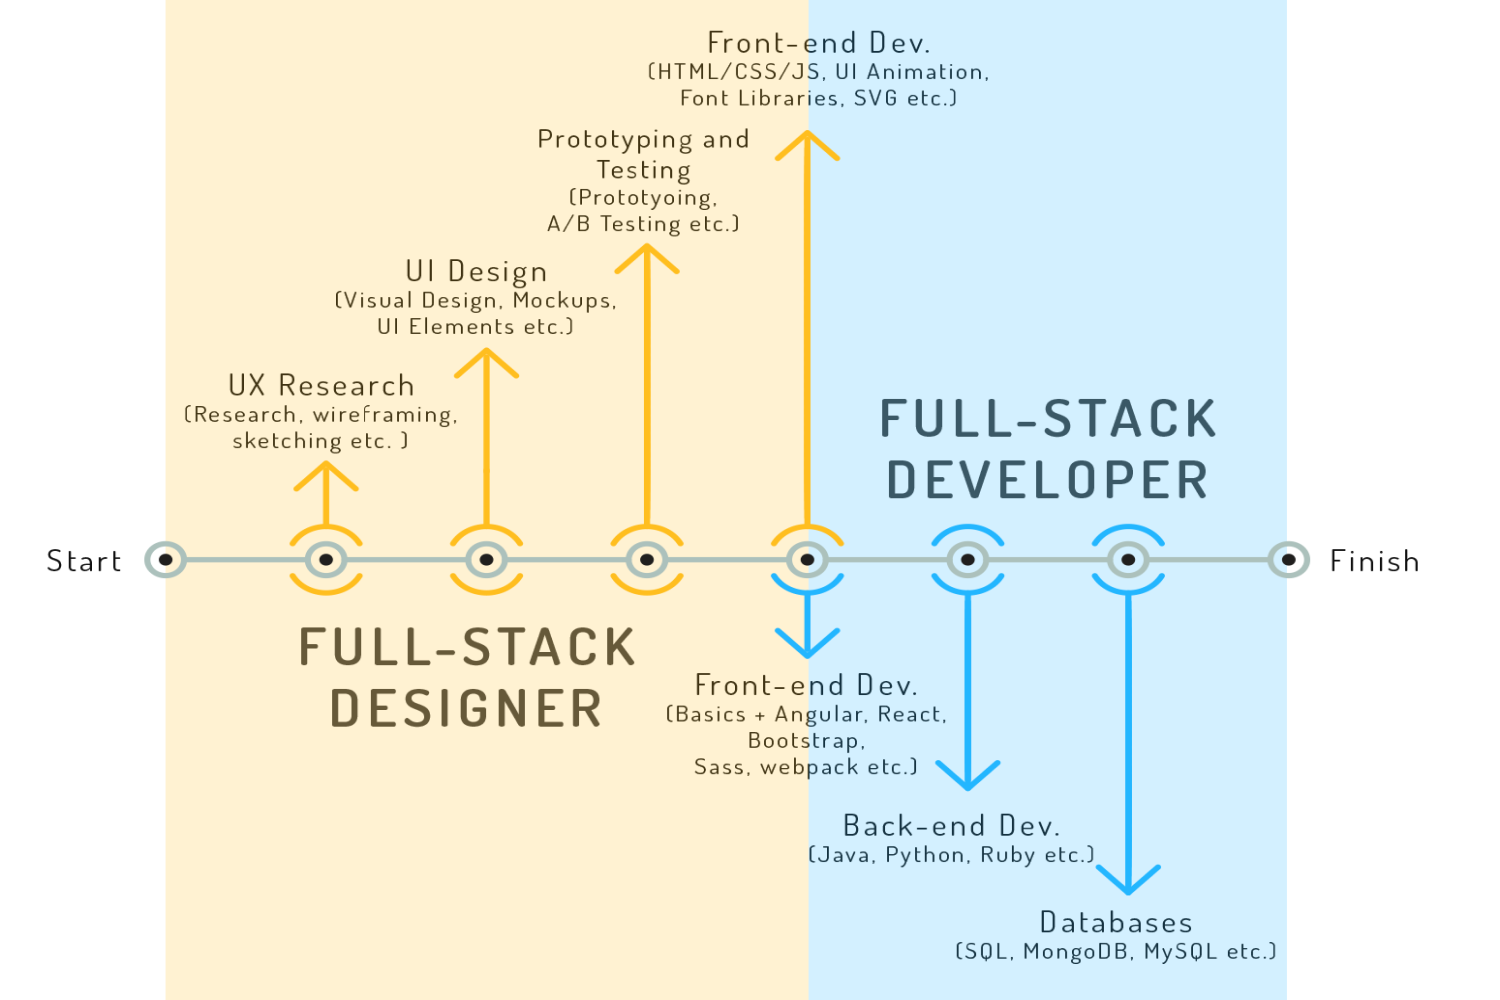 Front-end Dev.
(HTML/CSS/JS, UI Animation,
Font Libraries, SVG etc.)
Prototyping and
Testing
(Prototyoing,
A/B Testing etc.)
UI Design
(Visual Design, Mockups,
UI Elements etc.)
UX Research
(Research, wireframing,
sketching etc. )
FULL-STACK
DEVELOPER
Start
Finish
FULL-STACK
DESIGNER
Front-end Dev.
(Basics + Angular, React,
Bootstrap,
Sass, webpack etc.)
Back-end Dev.
(Java, Python, Ruby etc.)
Databases
(SQL, MongoDB, MySQL etc.)